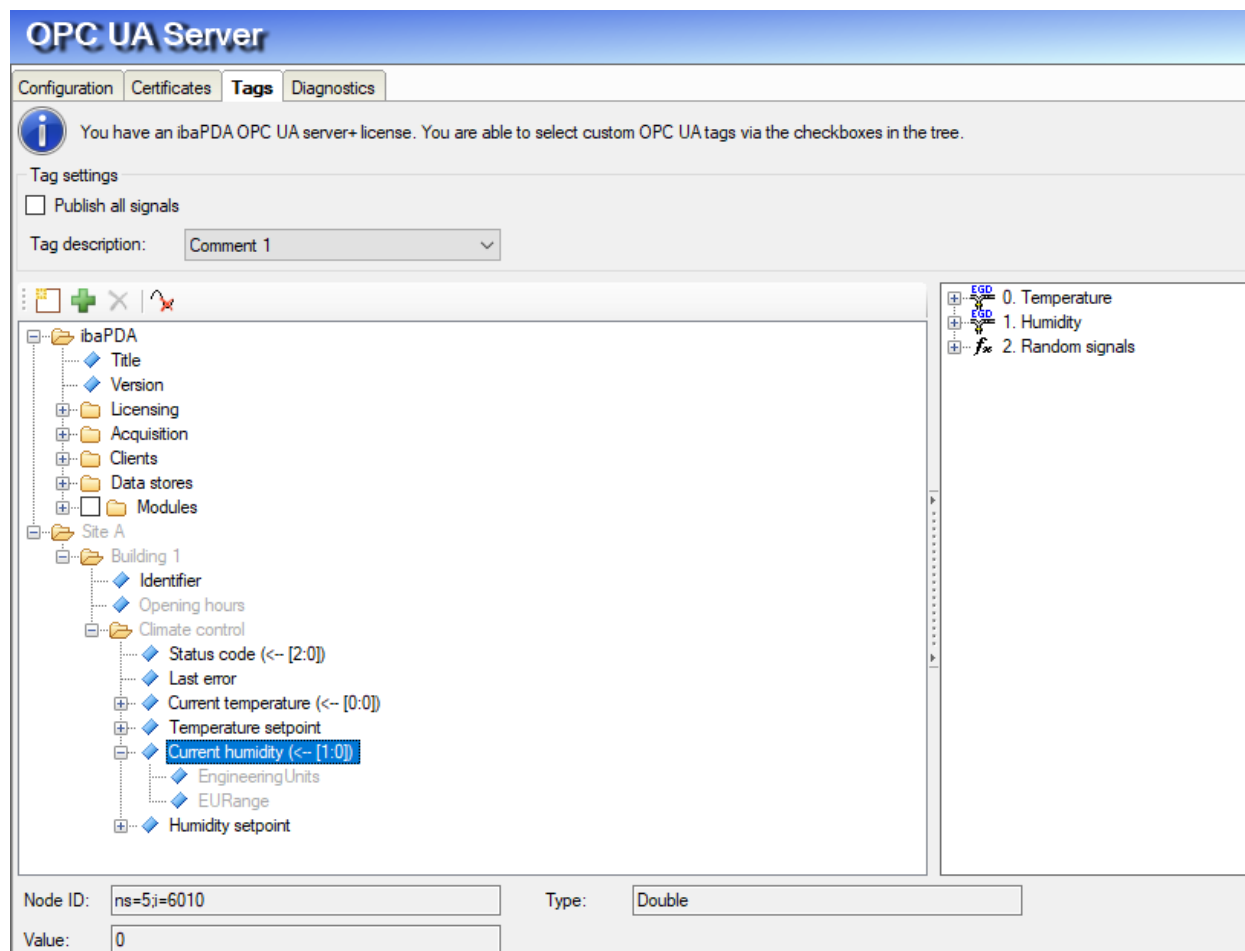 OPC UA Server
Configuration Certificates Tags Diagnostics
You have an ibaPDA OPC UA server+ license. You are able to select custom OPC UA tags via the checkboxes in the tree.
Tag settings
Publish all signals
Tag description: Comment 1
ibaPDA
Title
Version
Licensing
Acquisition
Clients
Data stores
Modules
Site A
Building 1
Identifier
Opening hours
Climate control
Status code (<-- [2:0])
Last error
Current temperature (<-- [0:0])
Temperature setpoint
Current humidity (<-- [1:0])
EngineeringUnits
EURange
Humidity setpoint
EGD 0. Temperature
EGD 1. Humidity
fx 2. Random signals
Node ID: ns=5;i=6010 Type: Double
Value: 0